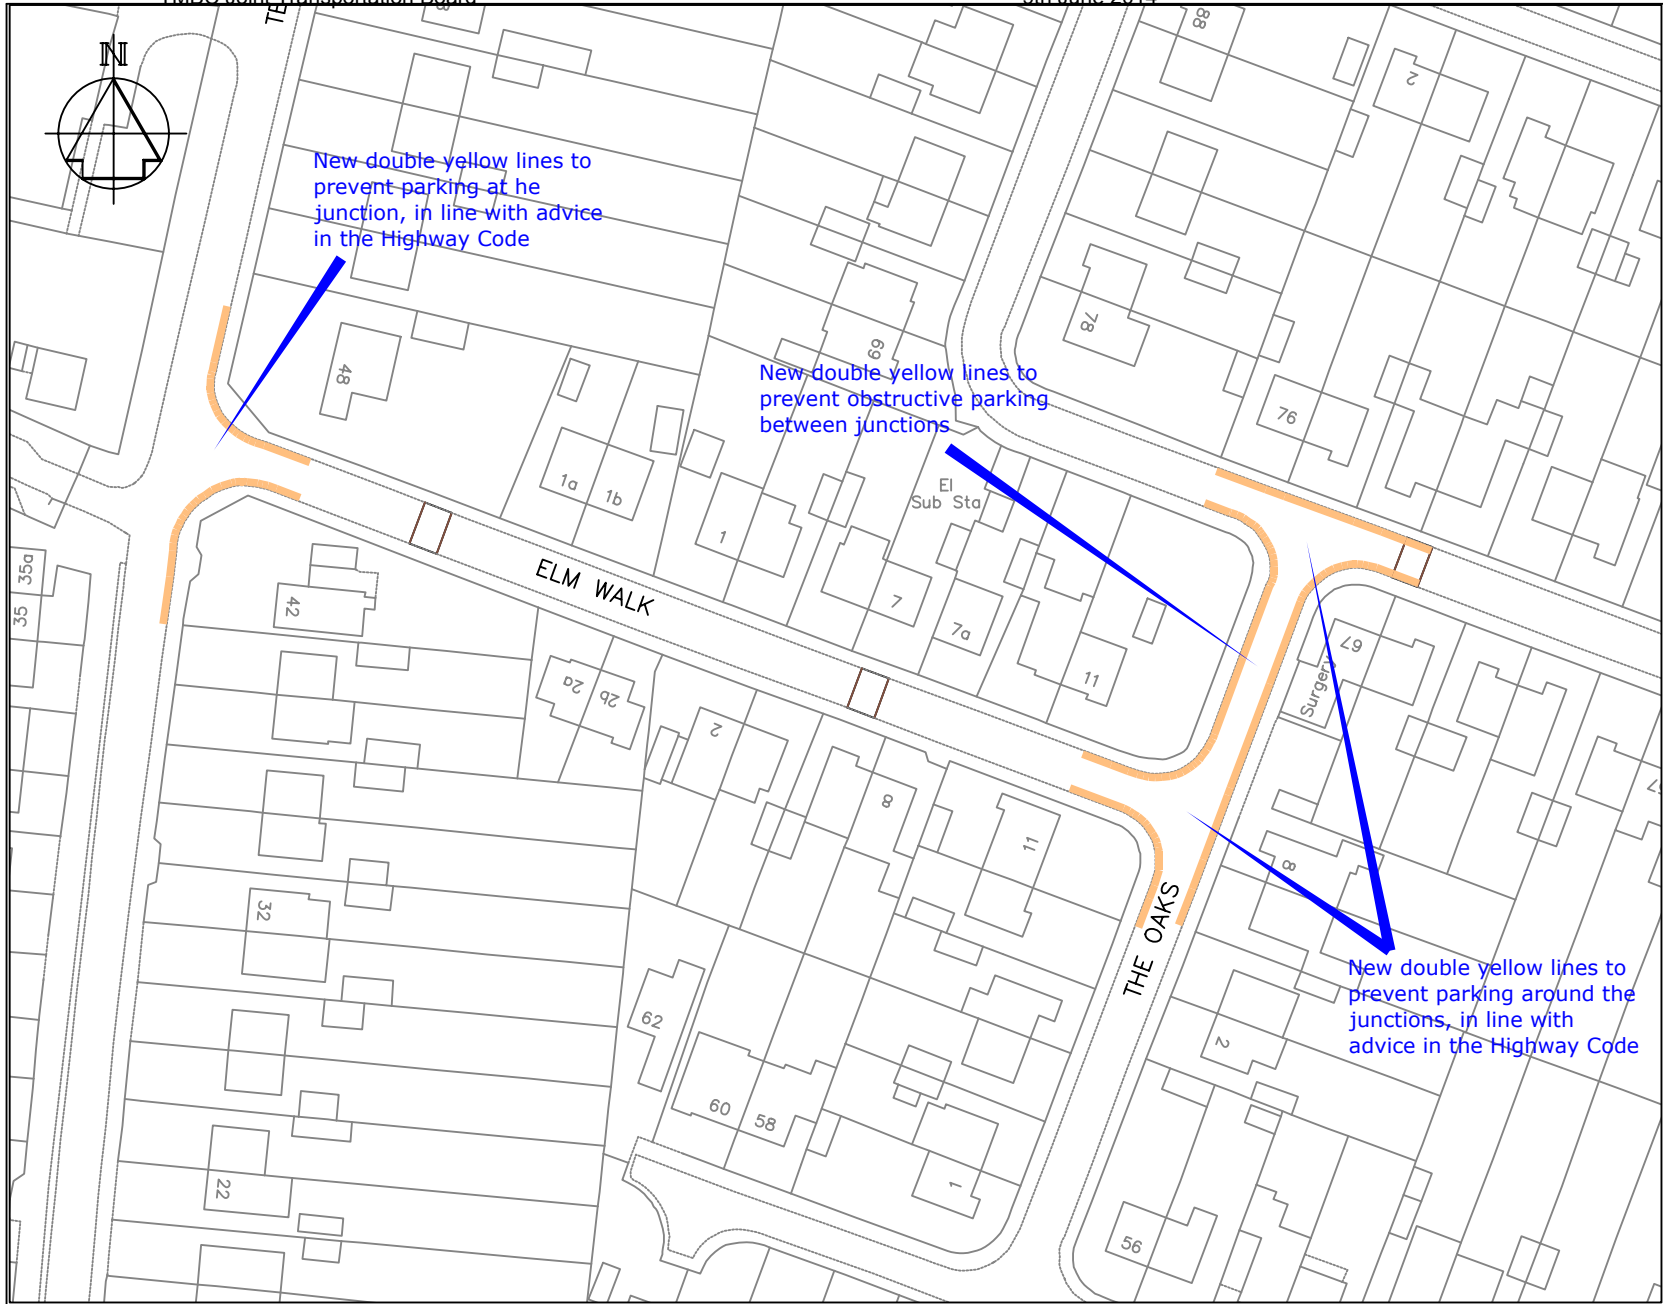 N
New double yellow lines to
prevent parking at he
junction, in line with advice
in the Highway Code
88
2
48
69
78
New double yellow lines to
prevent obstructive parking
between junctions
76
1a
1b
El
Sub Sta
1
35a
35
42
ELM WALK
7
7a
11
67
Surgery
2a
2b
2
8
11
8
32
THE OAKS
New double yellow lines to
prevent parking around the
junctions, in line with
advice in the Highway Code
62
2
60
58
22
1
56